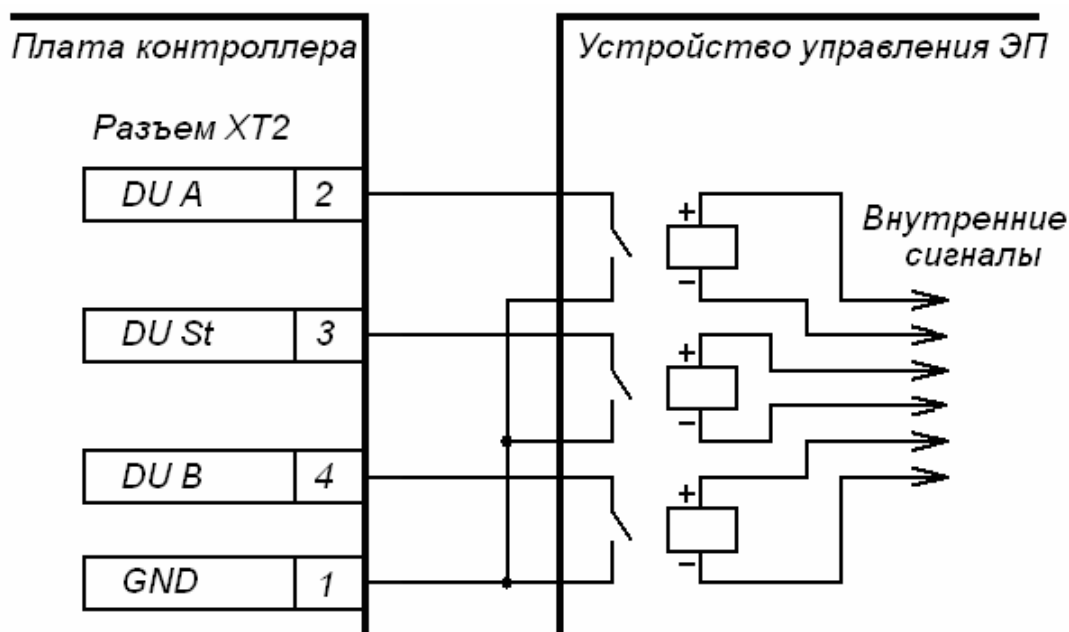 Плата контроллера
Устройство управления ЭП
Разъем XT2
DU A 2
+
Внутренние
сигналы
−
DU St 3
+
−
DU B 4
+
−
GND 1